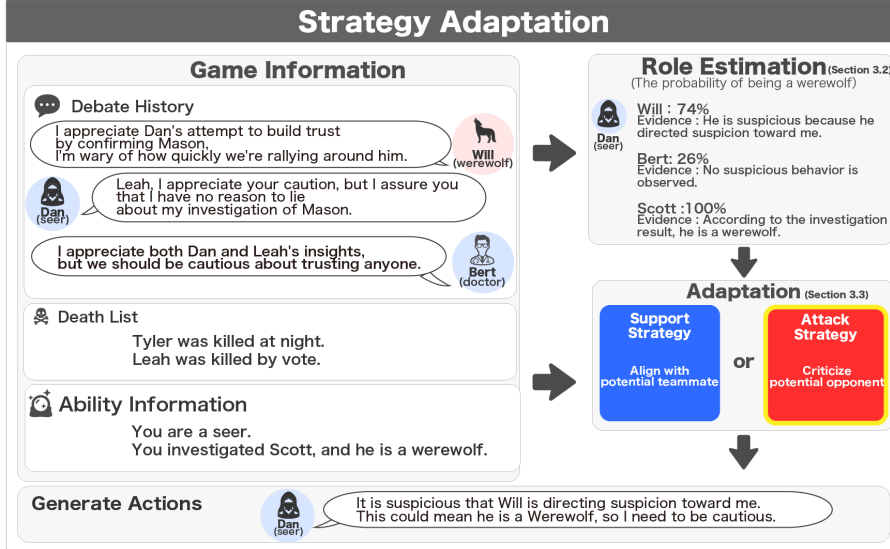 Strategy Adaptation
Game Information
Debate History
I appreciate Dan's attempt to build trust
by confirming Mason,
I'm wary of how quickly we're rallying around him.
Will
(werewolf)
Leah, I appreciate your caution, but I assure you
that I have no reason to lie
about my investigation of Mason.
Dan
(seer)
I appreciate both Dan and Leah's insights,
but we should be cautious about trusting anyone.
Bert
(doctor)
Death List
Tyler was killed at night.
Leah was killed by vote.
Ability Information
You are a seer.
You investigated Scott, and he is a werewolf.
Role Estimation (Section 3.2)
(The probability of being a werewolf)
Dan
(seer)
Will : 74%
Evidence : He is suspicious because he
directed suspicion toward me.
Bert: 26%
Evidence : No suspicious behavior is
observed.
Scott :100%
Evidence : According to the investigation
result, he is a werewolf.
Adaptation (Section 3.3)
Support
Strategy
Align with
potential teammate
or
Attack
Strategy
Criticize
potential opponent
Generate Actions
Dan
(seer)
It is suspicious that Will is directing suspicion toward me.
This could mean he is a Werewolf, so I need to be cautious.